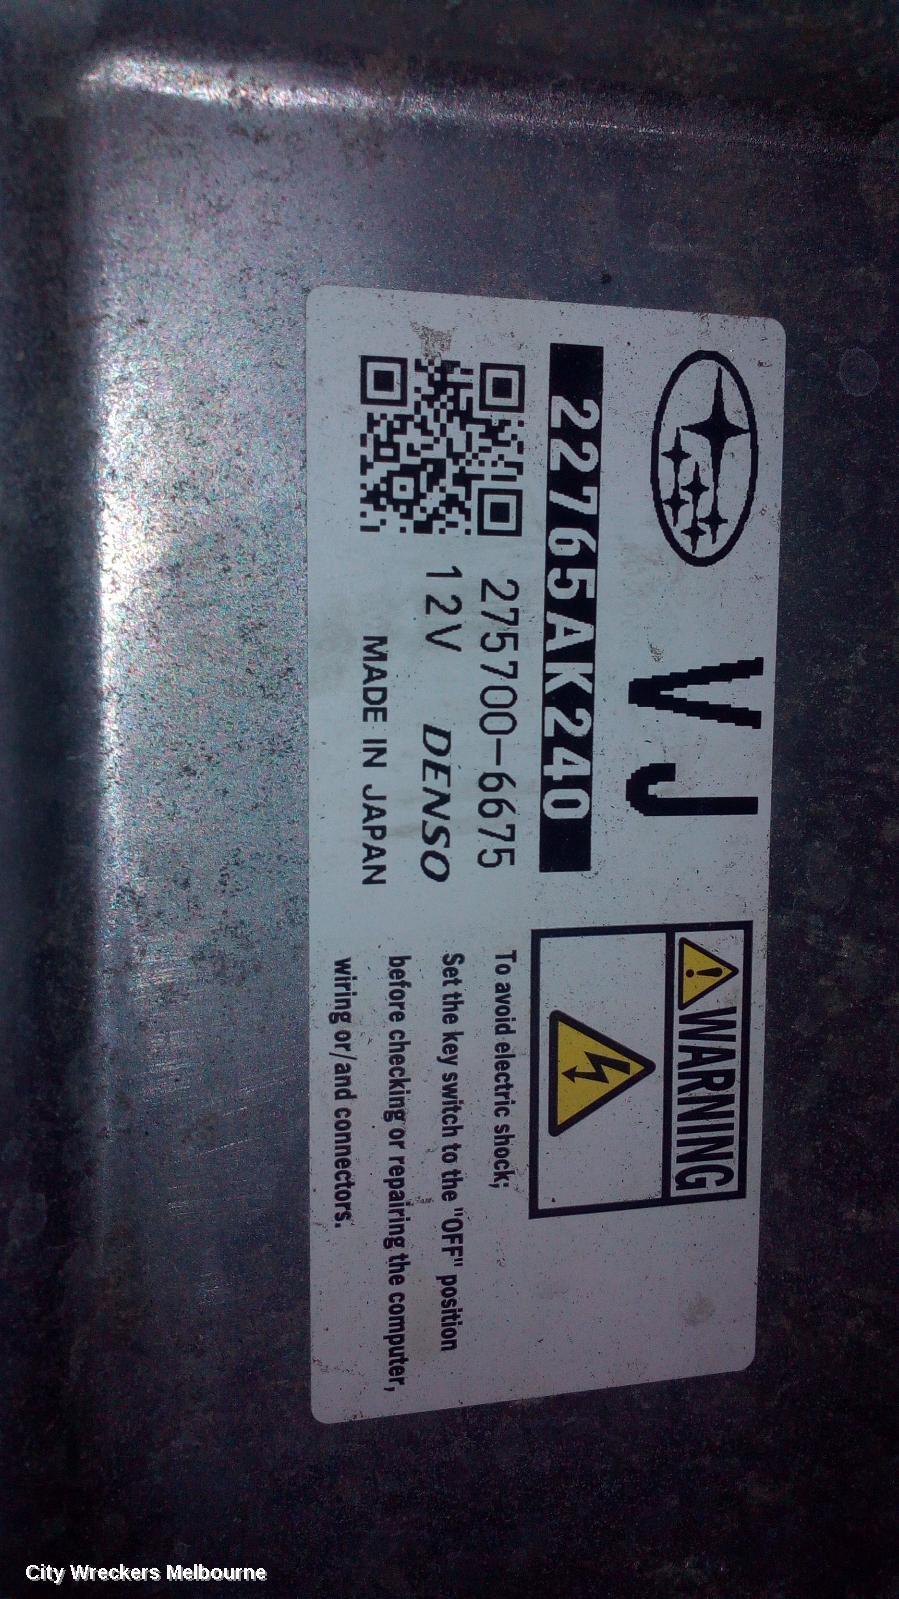 VJ
22765AK240
275700-6675
12V DENSO
MADE IN JAPAN
WARNING
To avoid electric shock;
Set the key switch to the "OFF" position
before checking or repairing the computer,
wiring or/and connectors.
City Wreckers Melbourne